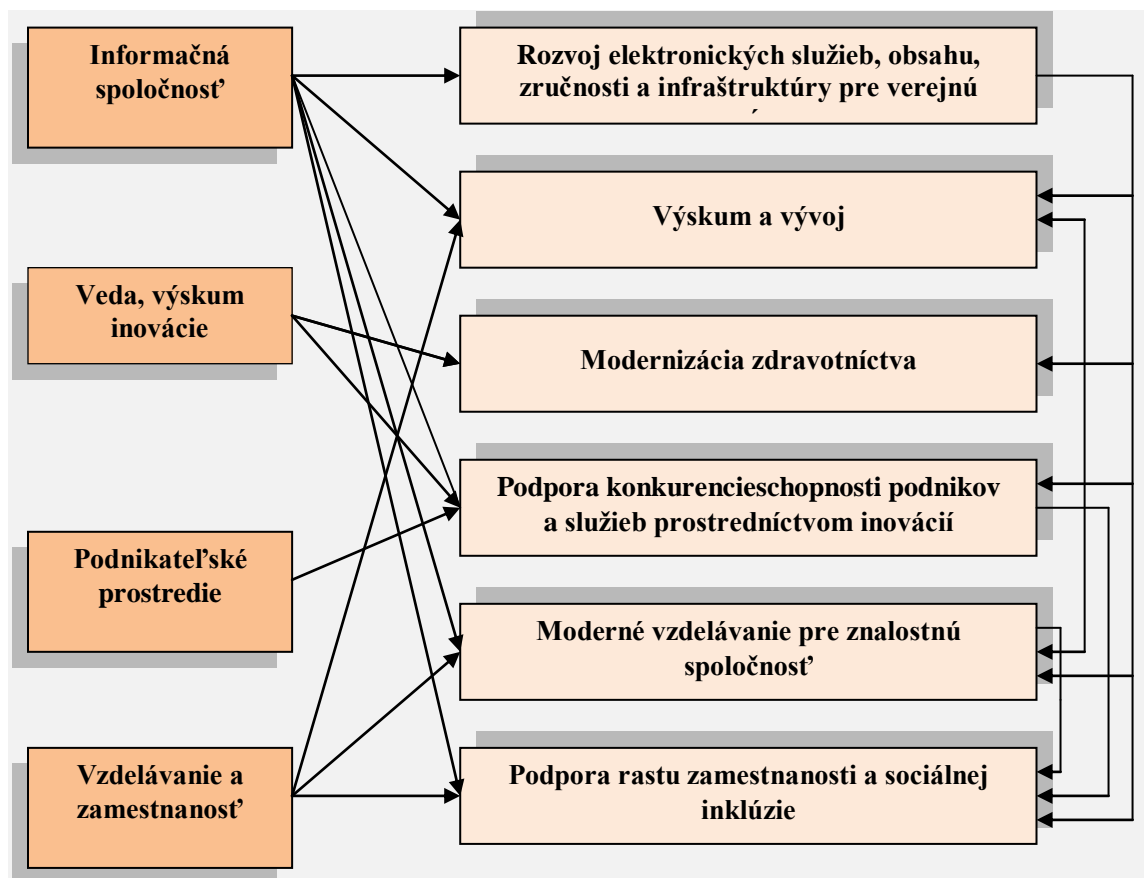 Informačná
spoločnosť
Veda, výskum
inovácie
Podnikateľské
prostredie
Vzdelávanie a
zamestnanosť
Rozvoj elektronických služieb, obsahu,
zručnosti a infraštruktúry pre verejnú
Výskum a vývoj
Modernizácia zdravotníctva
Podpora konkurencieschopnosti podnikov
a služieb prostredníctvom inovácií
Moderné vzdelávanie pre znalostnú
spoločnosť
Podpora rastu zamestnanosti a sociálnej
inklúzie